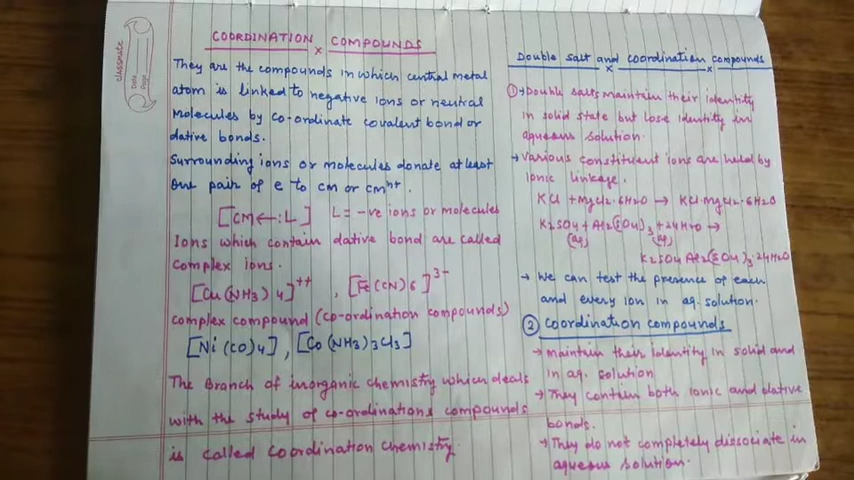 classmate
Date
Page
COORDINATION x COMPOUNDS
They are the compounds in which central metal
atom is linked to negative ions or neutral
molecules by co-ordinate covalent bond or
dative bonds.
Surrounding ions or molecules donate at least
one pair of e to CM or CMⁿ⁺.
[CM←:L] L = -ve ions or molecules
Ions which contain dative bond are called
complex ions.
[Cu(NH3)4]⁺⁺, [Fe(CN)6]³⁻
complex compound (co-ordination compounds)
[Ni(CO)4], [Co(NH3)3Cl3]
The Branch of inorganic chemistry which deals
with the study of co-ordinations compounds
is called coordination chemistry.
Double salt and coordination compounds
① → Double salts maintain their identity
in solid state but lose identity in
aqueous solution.
→ Various constituent ions are held by
ionic linkage.
KCl + MgCl2·6H2O → KCl·MgCl2·6H2O
K2SO4 + Al2(SO4)3 + 24H2O →
(aq) (aq)
K2SO4 Al2(SO4)3·24H2O
→ We can test the presence of each
and every ion in aq. solution.
② coordination compounds
→ maintain their identity in solid and
in aq. solution
→ They contain both ionic and dative
bonds.
→ They do not completely dissociate in
aqueous solution.